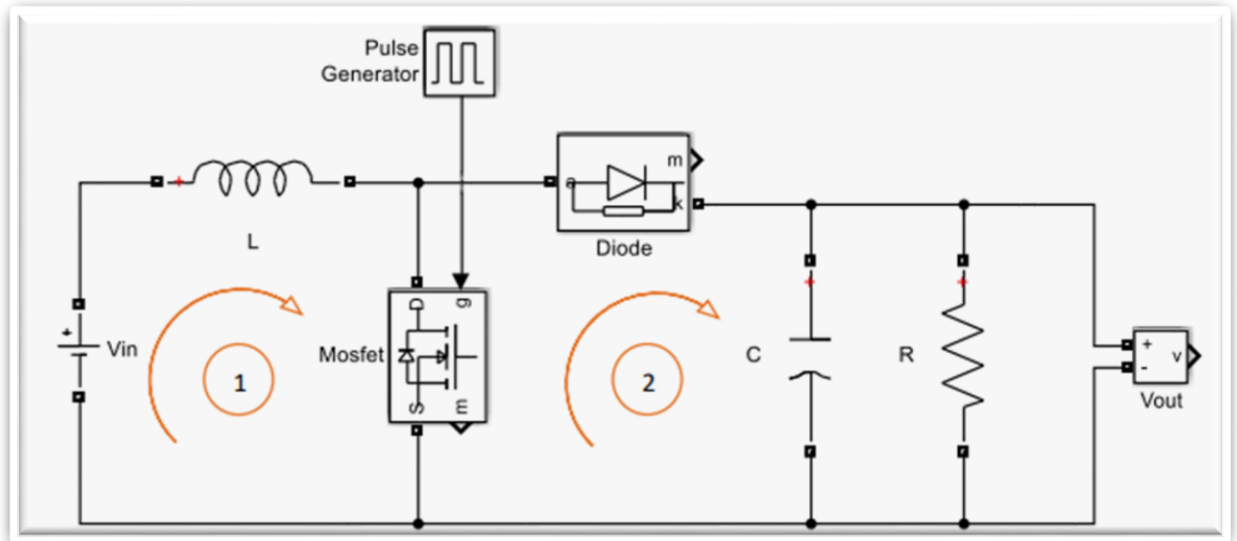 Pulse
Generator
m
a
k
+
L
Diode
+
Vin
1
Mosfet
D
g
S
m
2
+
C
+
R
+
v
-
Vout